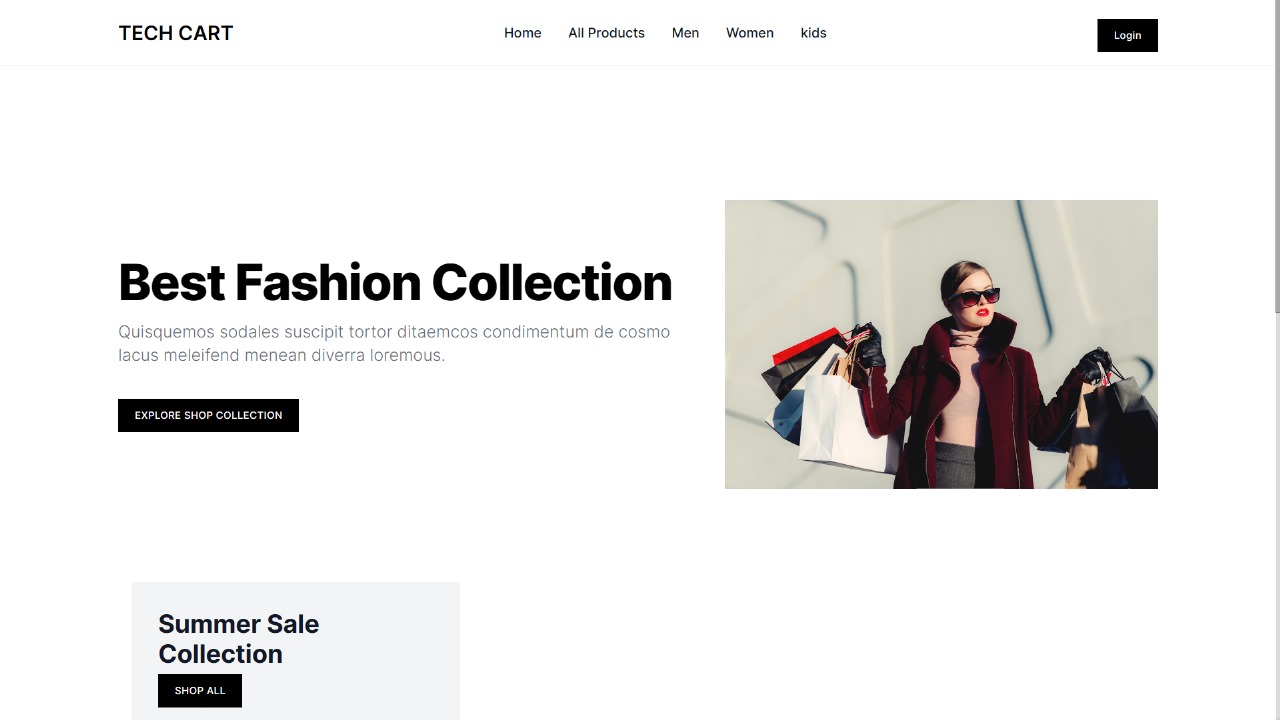 TECH CART
Home
All Products
Men
Women
kids
Login
Best Fashion Collection
Quisquemos sodales suscipit tortor ditaemcos condimentum de cosmo
lacus meleifend menean diverra loremous.
EXPLORE SHOP COLLECTION
Summer Sale
Collection
SHOP ALL